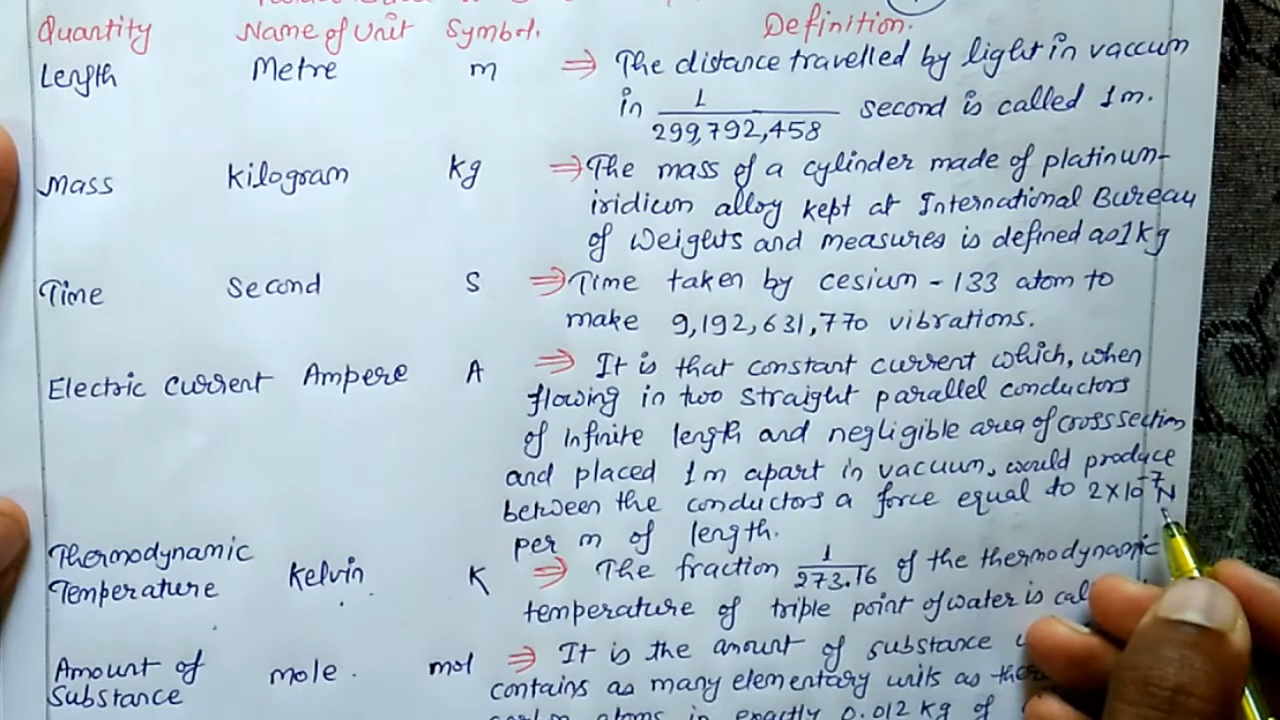 Quantity Name of Unit Symbol. Definition.
Length Metre m ⇒ The distance travelled by light in vaccum
in 1/299,792,458 second is called 1m.
Mass kilogram kg ⇒ The mass of a cylinder made of platinum-
iridium alloy kept at International Bureau
of Weights and measures is defined as 1kg
Time Second S ⇒ Time taken by cesium - 133 atom to
make 9,192,631,770 vibrations.
Electric current Ampere A ⇒ It is that constant current which, when
flowing in two straight parallel conductors
of infinite length and negligible area of cross section
and placed 1m apart in vacuum, would produce
between the conductors a force equal to 2×10⁻⁷N
per m of length.
Thermodynamic
Temperature Kelvin K ⇒ The fraction 1/273.16 of the thermodynamic
temperature of triple point of water is
Amount of
Substance mole. mol ⇒ It is the amount of substance
contains as many elementary units as
atoms in exactly 0.012 kg of